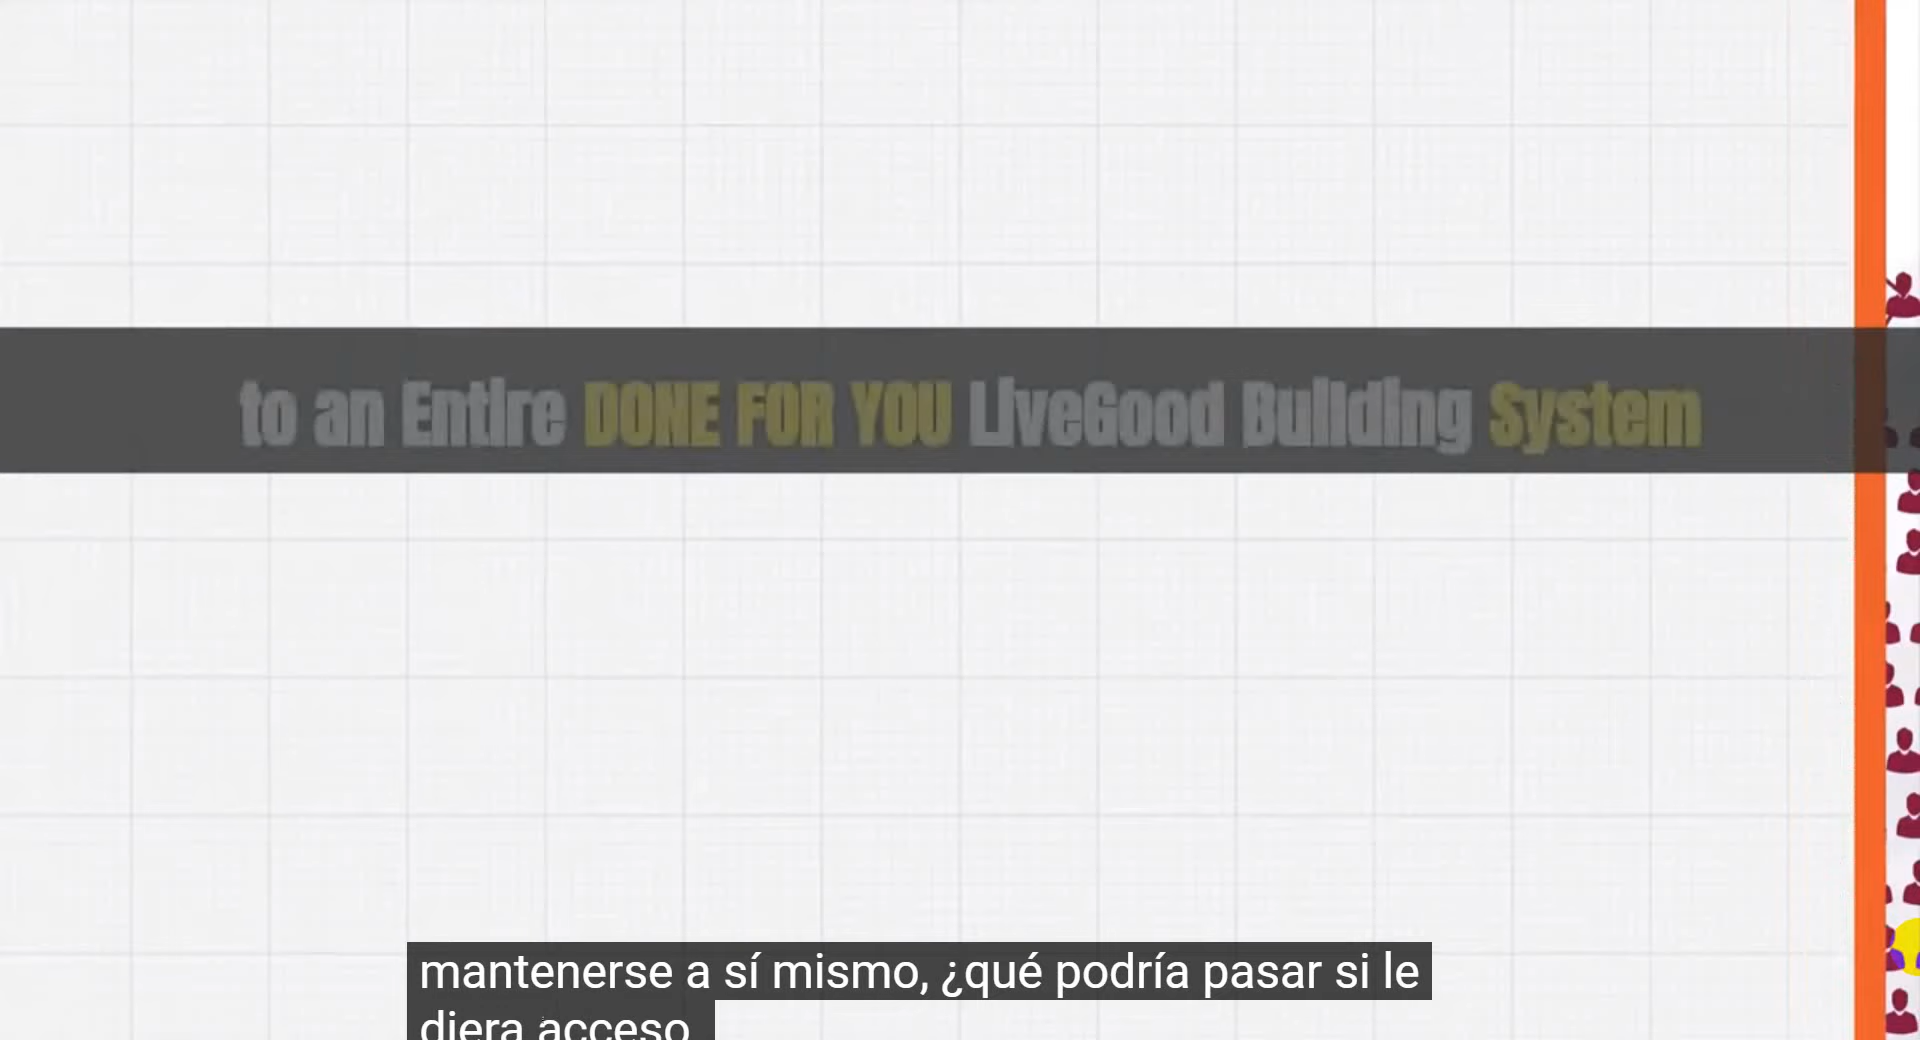 to an Entire DONE FOR YOU LiveGood Building System
mantenerse a sí mismo, ¿qué podría pasar si le
diera acceso